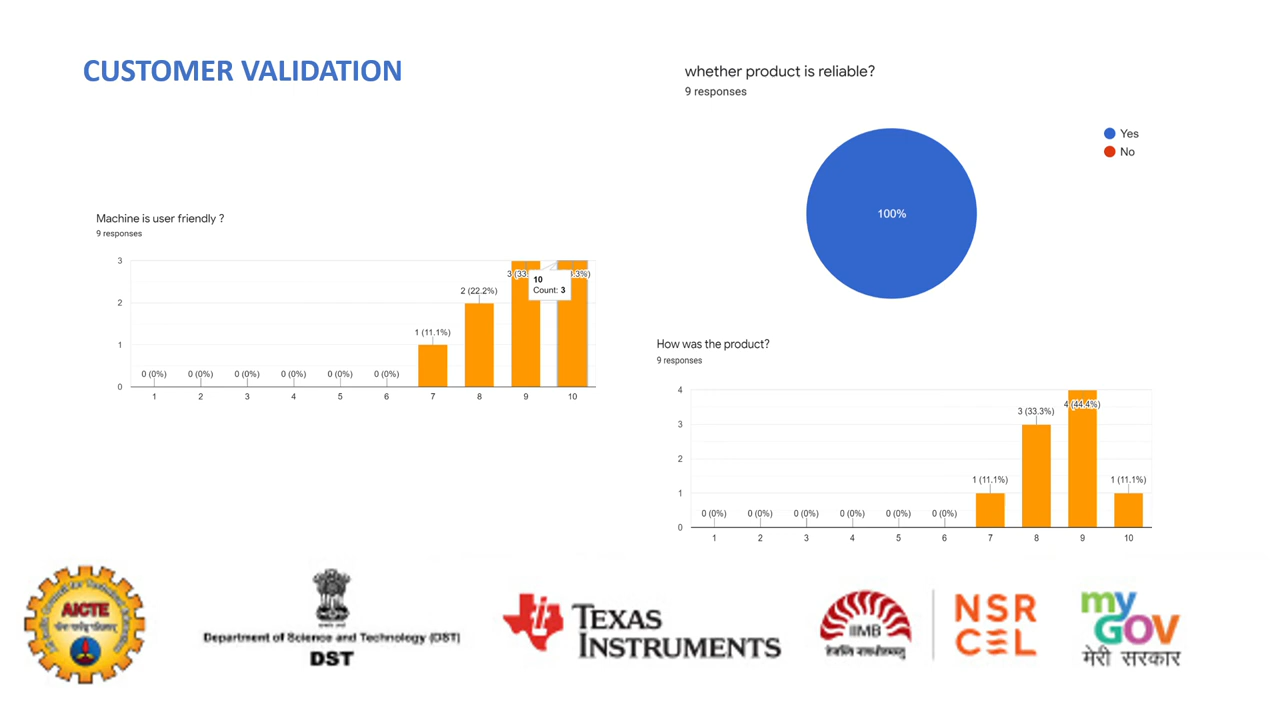 CUSTOMER VALIDATION
whether product is reliable?
9 responses
Yes
No
100%
Machine is user friendly ?
9 responses
3
2
1
0
0 (0%) 0 (0%) 0 (0%) 0 (0%) 0 (0%) 0 (0%) 1 (11.1%) 2 (22.2%) 3 (33. .3%)
10
Count: 3
1 2 3 4 5 6 7 8 9 10
How was the product?
9 responses
4
3
2
1
0
0 (0%) 0 (0%) 0 (0%) 0 (0%) 0 (0%) 0 (0%) 1 (11.1%) 3 (33.3%) 4 (44.4%) 1 (11.1%)
1 2 3 4 5 6 7 8 9 10
AICTE
Department of Science and Technology (DST)
DST
TEXAS
INSTRUMENTS
IIMB
NSR
CEL
my
GOV
मेरी सरकार